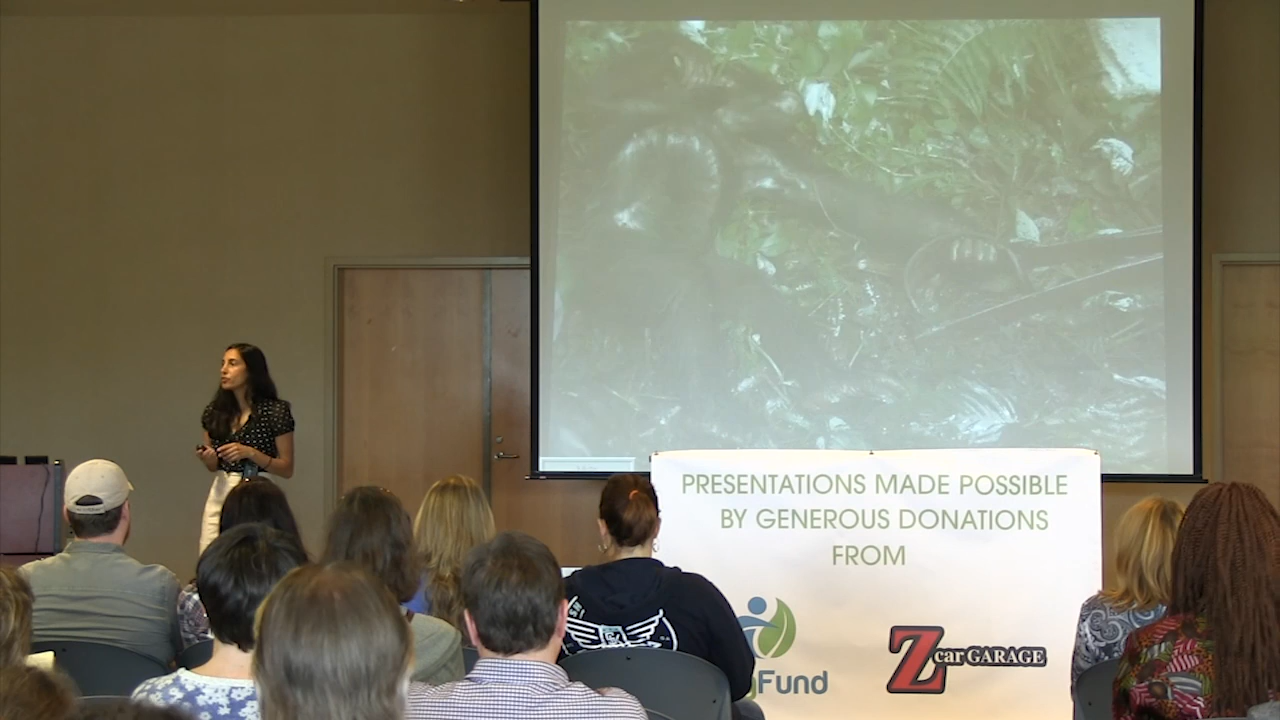 PRESENTATIONS MADE POSSIBLE
BY GENEROUS DONATIONS
FROM
Fund
Z car GARAGE